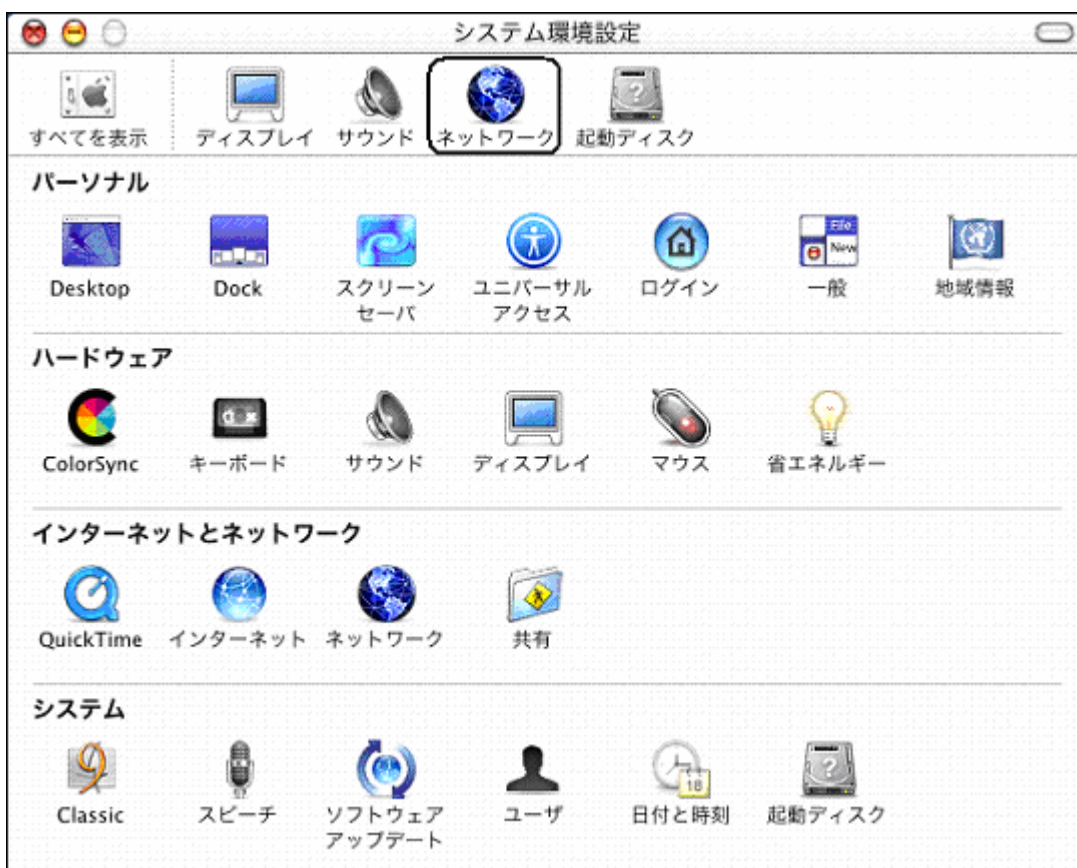 システム環境設定
すべてを表示 ディスプレイ サウンド ネットワーク 起動ディスク
パーソナル
Desktop Dock スクリーン ユニバーサル ログイン 一般 地域情報
セーバ アクセス
File
New
ハードウェア
ColorSync キーボード サウンド ディスプレイ マウス 省エネルギー
インターネットとネットワーク
QuickTime インターネット ネットワーク 共有
システム
9
18
Classic スピーチ ソフトウェア ユーザ 日付と時刻 起動ディスク
アップデート